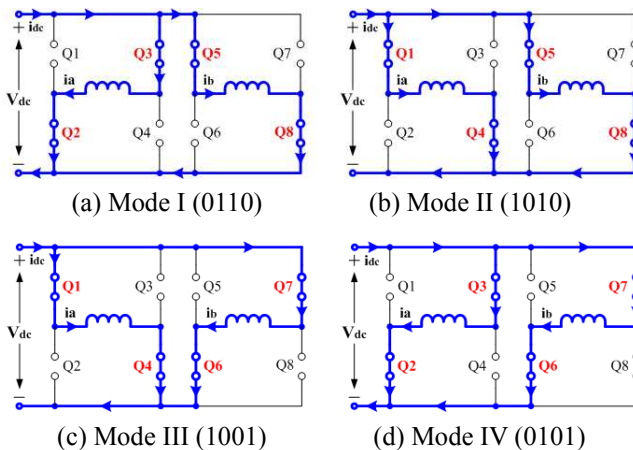 + idc Q1 Q3 Q5 Q7
Vdc ia ib
Q2 Q4 Q6 Q8
−
(a) Mode I (0110)
+ idc Q1 Q3 Q5 Q7
Vdc ia ib
Q2 Q4 Q6 Q8
−
(b) Mode II (1010)
+ idc Q1 Q3 Q5 Q7
Vdc ia ib
Q2 Q4 Q6 Q8
−
(c) Mode III (1001)
+ idc Q1 Q3 Q5 Q7
Vdc ia ib
Q2 Q4 Q6 Q8
−
(d) Mode IV (0101)